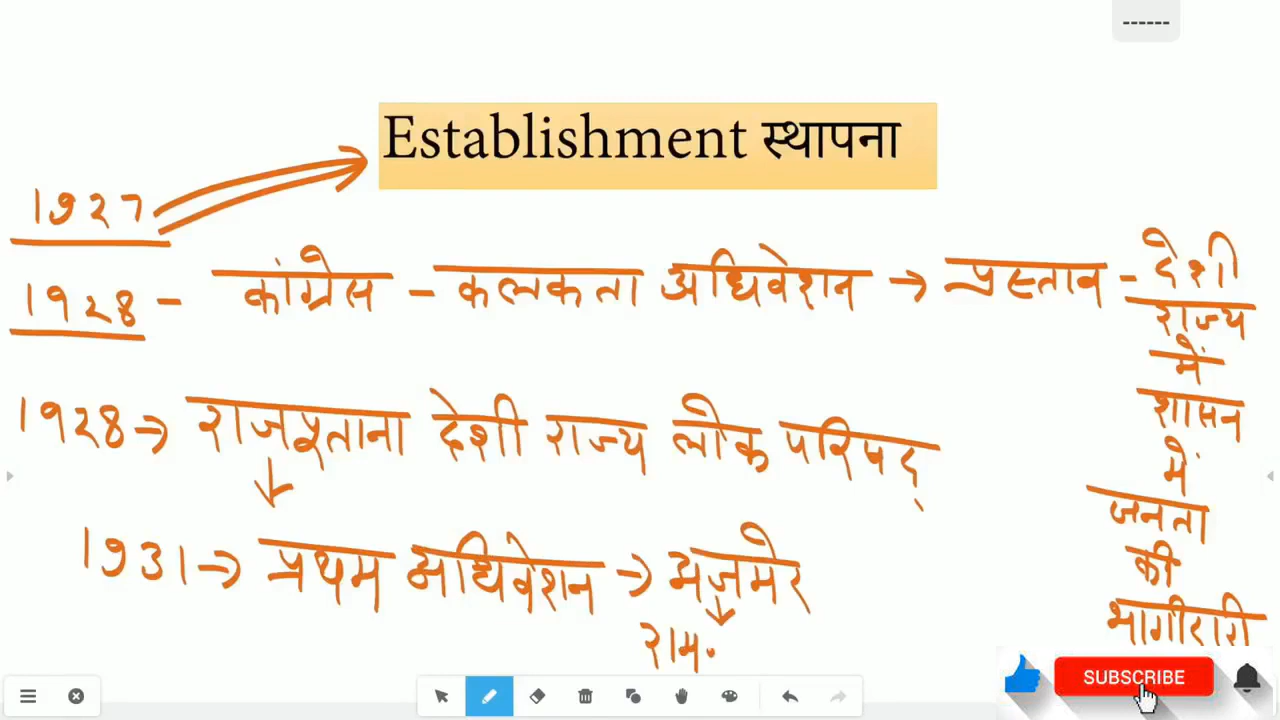 ------
Establishment स्थापना
1927
1928 - कांग्रेस - कलकता अधिवेशन → प्रस्ताव - देशी
राज्य
में
शासन
में
जनता
की
भागीदारी
1928 → राजपूताना देशी राज्य लोक परिषद्
1931 → प्रथम अधिवेशन → अजमेर
राम.
SUBSCRIBE